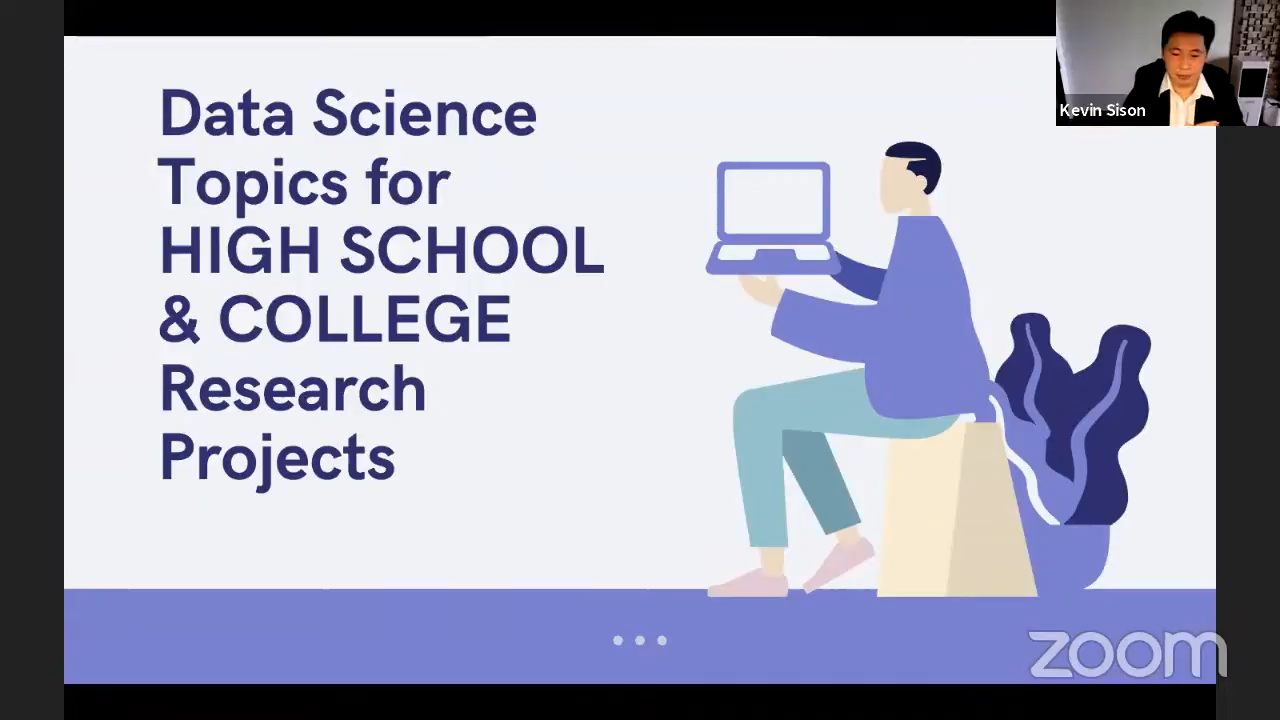 Data Science
Topics for
HIGH SCHOOL
& COLLEGE
Research
Projects
Kevin Sison
zoom